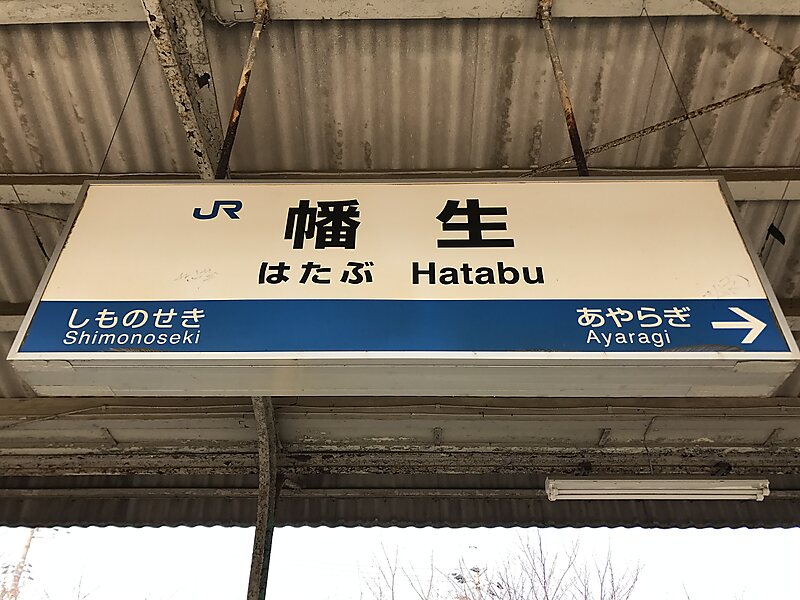 JR 幡生
はたぶ Hatabu
しものせき あやらぎ →
Shimonoseki Ayaragi